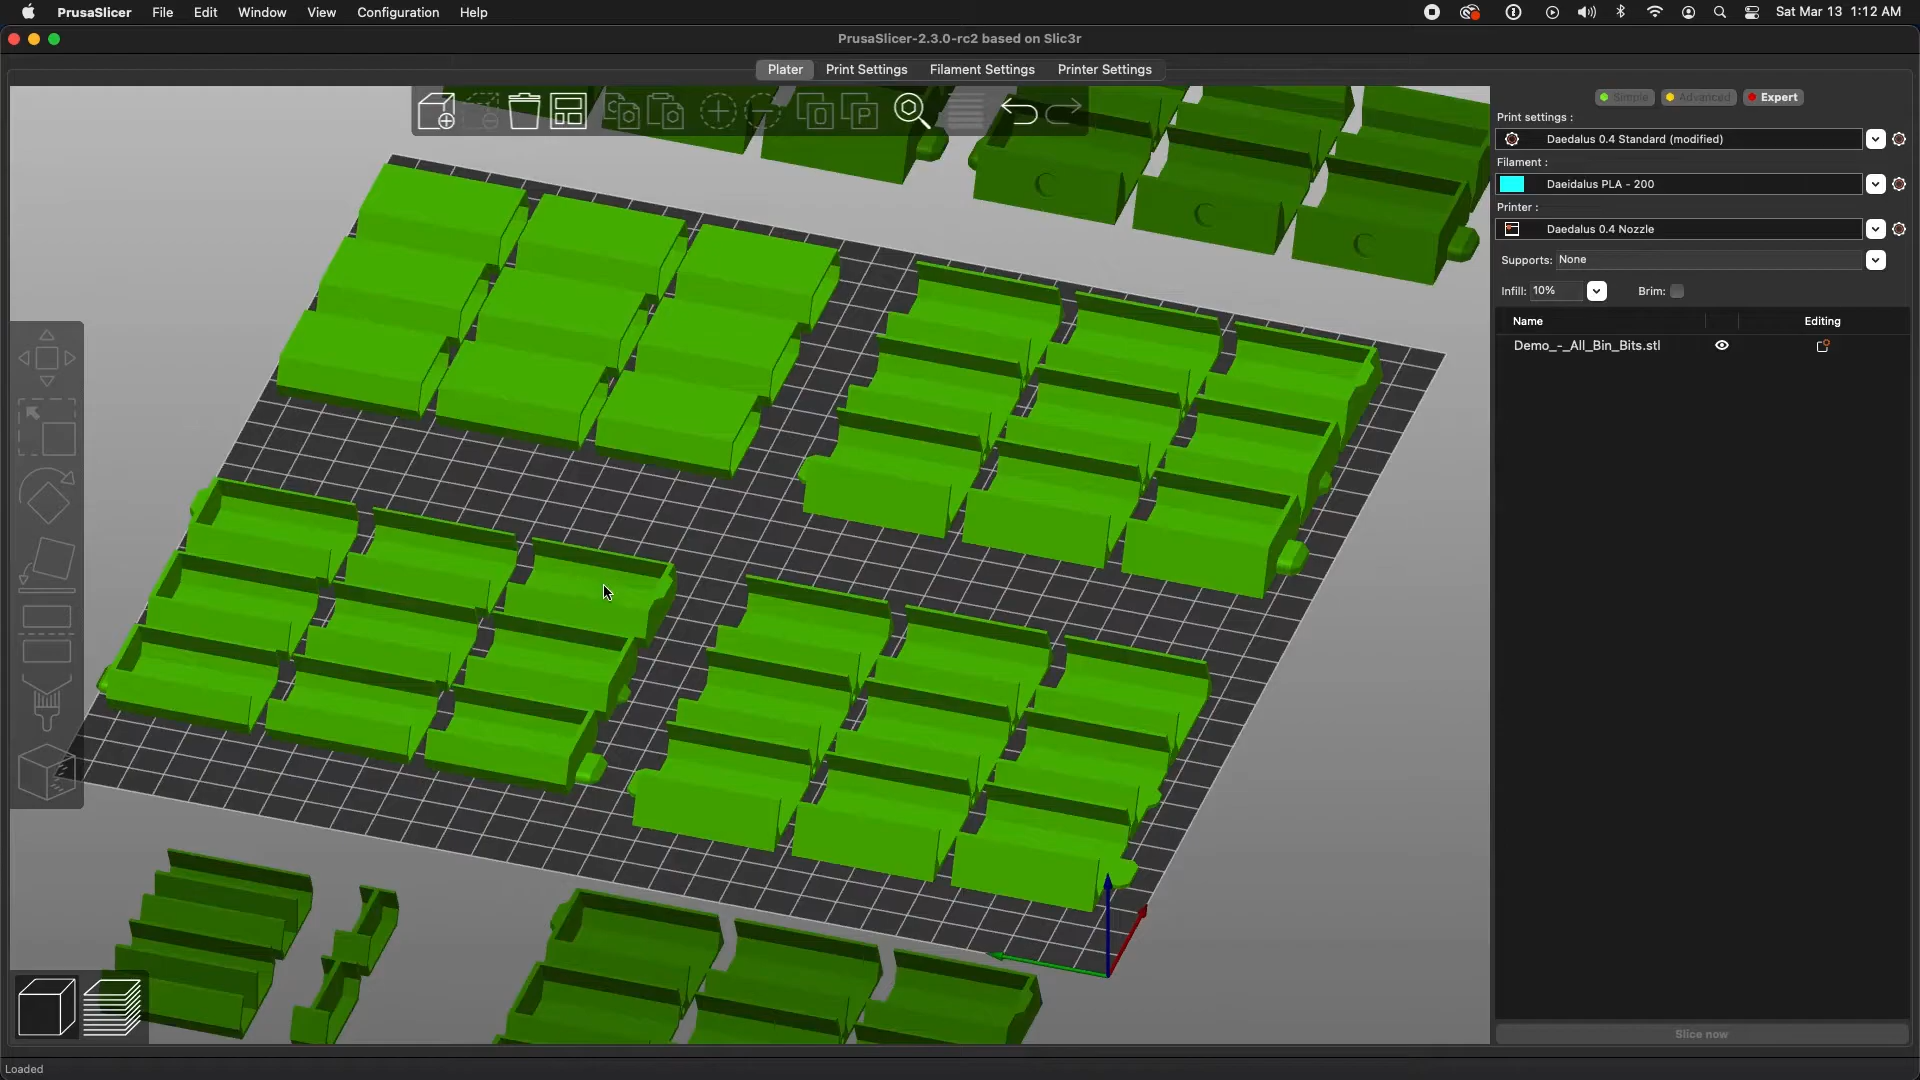 PrusaSlicer File Edit Window View Configuration Help
Sat Mar 13 1:12 AM
PrusaSlicer-2.3.0-rc2 based on Slic3r
Plater Print Settings Filament Settings Printer Settings
Simple Advanced Expert
Print settings :
Daedalus 0.4 Standard (modified)
Filament :
Daeidalus PLA - 200
Printer :
Daedalus 0.4 Nozzle
Supports: None
Infill: 10% Brim:
Name Editing
Demo_-_All_Bin_Bits.stl
C C C
P
Slice now
Loaded